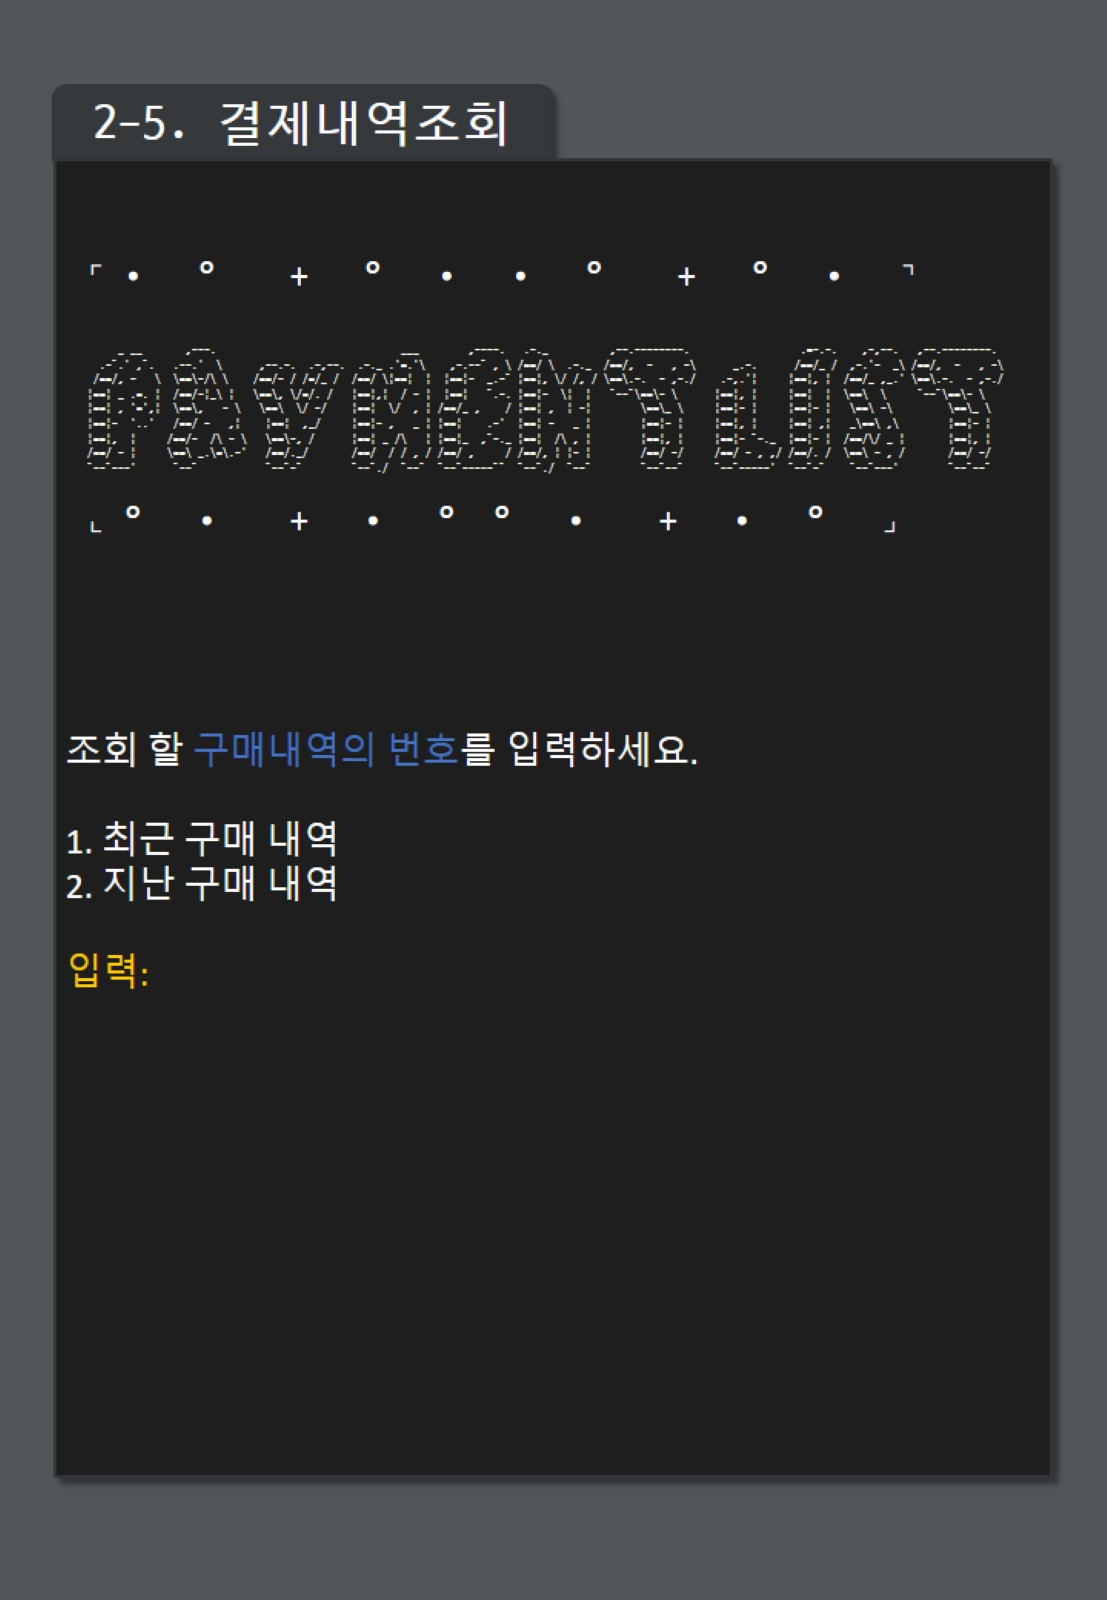 2-5. 결제내역조회
「 • ° + ° • • ° + ° • 」
PAYMENT LIST
ㄴ ° • + • ° ° • + • ° 」
조회 할 구매내역의 번호를 입력하세요.
1. 최근 구매 내역
2. 지난 구매 내역
입력: